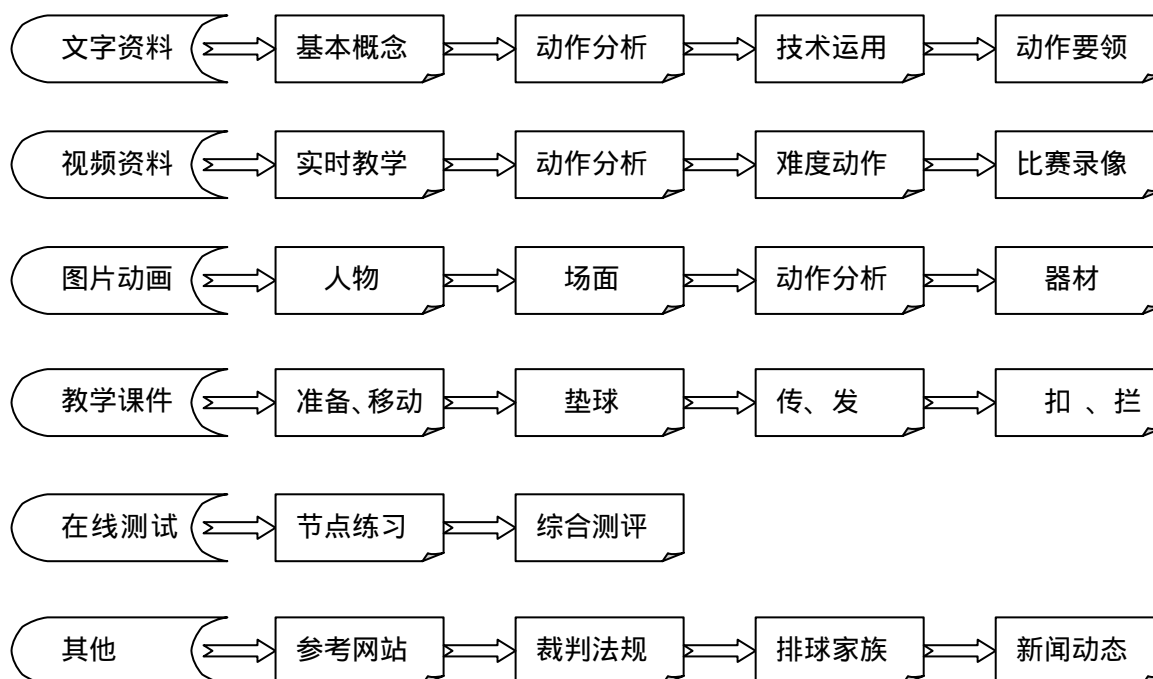 文字资料 基本概念 动作分析 技术运用 动作要领
视频资料 实时教学 动作分析 难度动作 比赛录像
图片动画 人物 场面 动作分析 器材
教学课件 准备、移动 垫球 传、发 扣 、拦
在线测试 节点练习 综合测评
其他 参考网站 裁判法规 排球家族 新闻动态